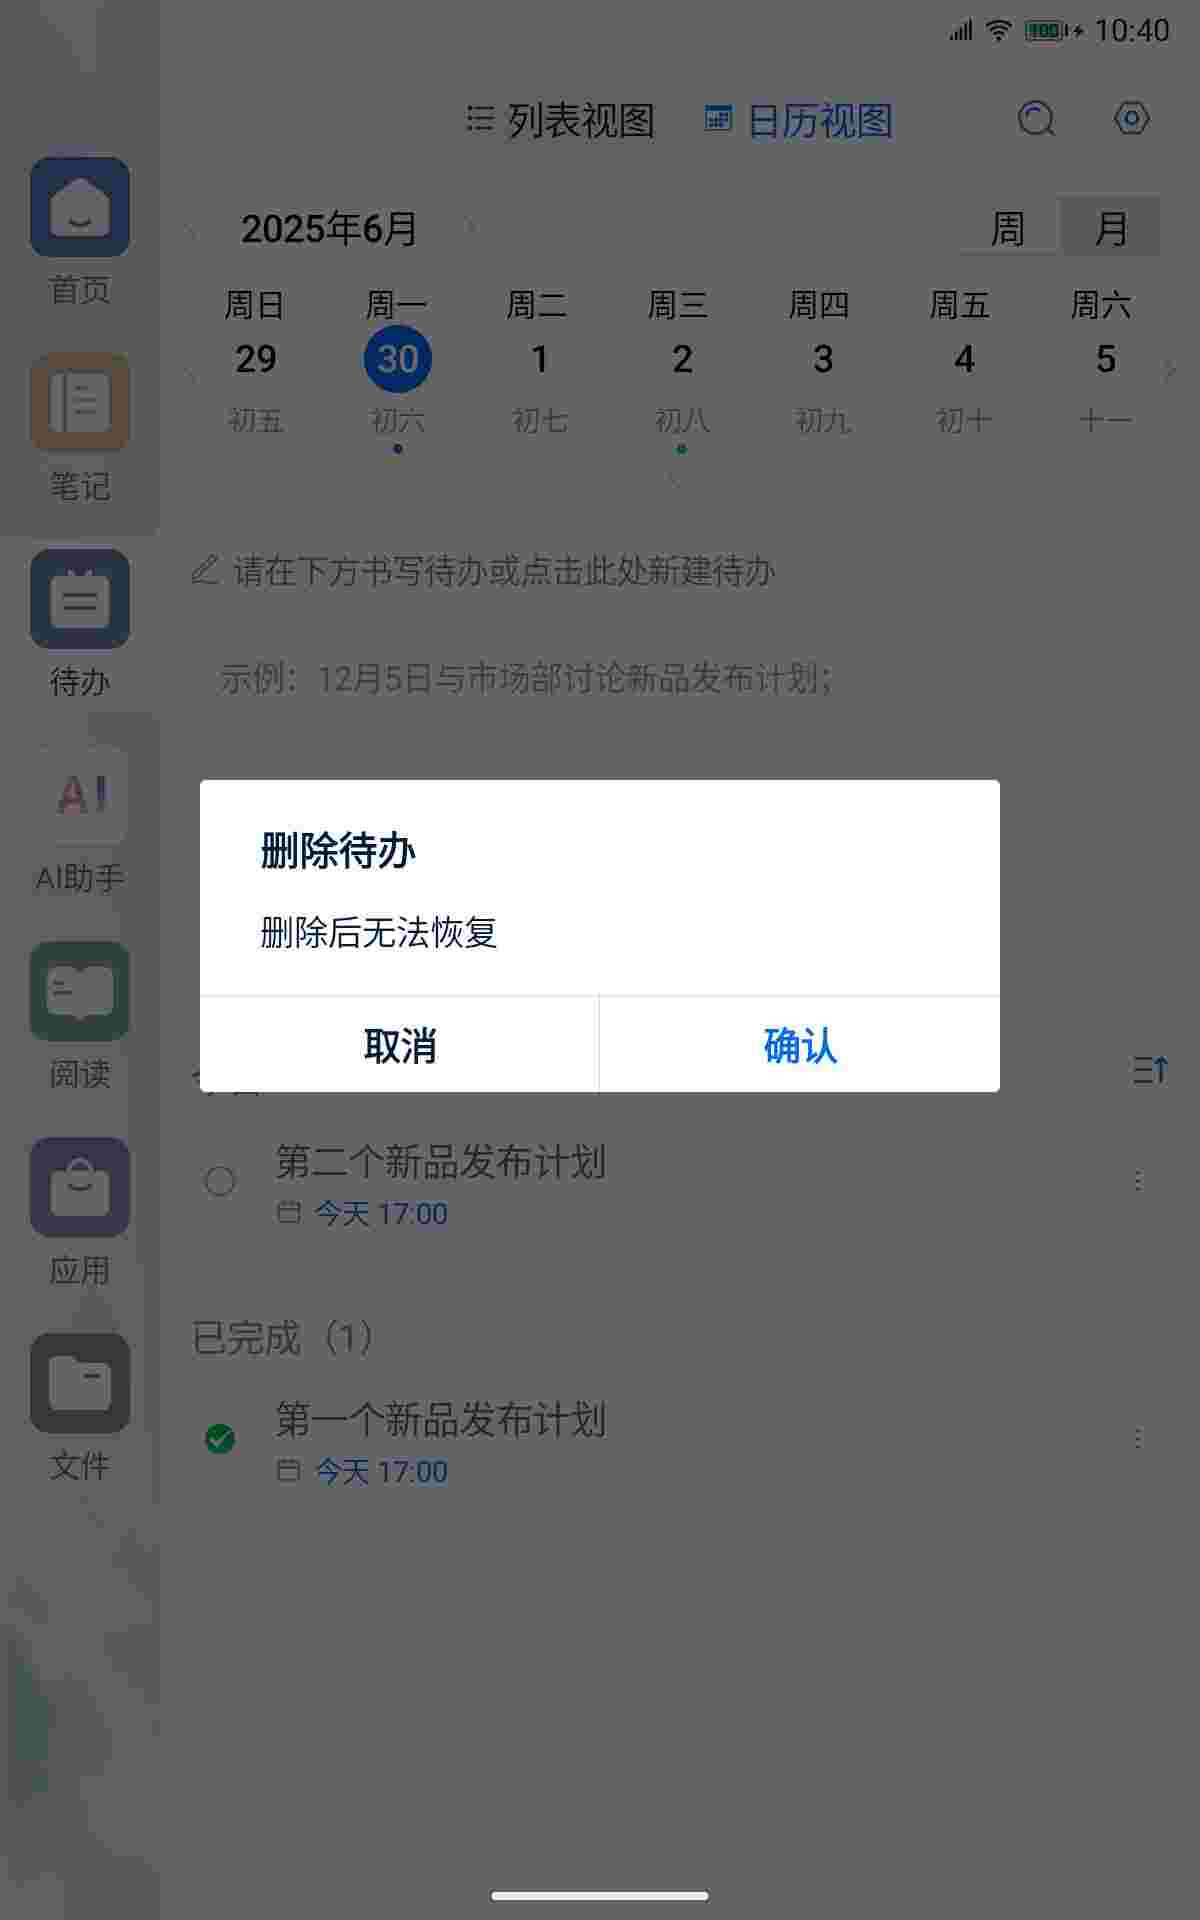 100 10:40
列表视图 日历视图
2025年6月 周 月
周日 周一 周二 周三 周四 周五 周六
29 30 1 2 3 4 5
初五 初六 初七 初八 初九 初十 十一
请在下方书写待办或点击此处新建待办
示例：12月5日与市场部讨论新品发布计划；
首页
笔记
待办
AI
AI助手
阅读
应用
文件
删除待办
删除后无法恢复
取消 确认
第二个新品发布计划
今天 17:00
已完成（1）
第一个新品发布计划
今天 17:00